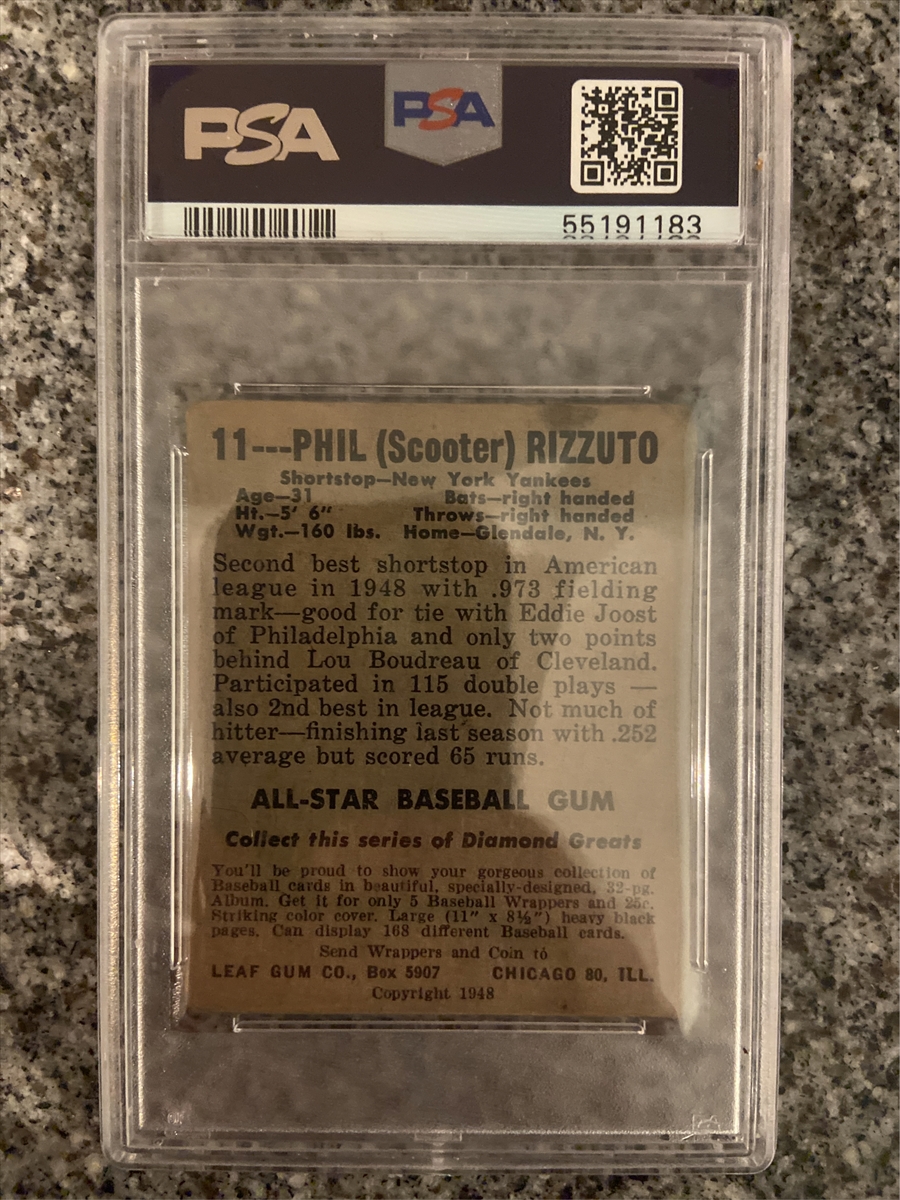 PSA
PSA
55191183
11---PHIL (Scooter) RIZZUTO
Shortstop—New York Yankees
Age—31 Bats—right handed
Ht.—5' 6" Throws—right handed
Wgt.—160 lbs. Home—Glendale, N. Y.
Second best shortstop in American
league in 1948 with .973 fielding
mark—good for tie with Eddie Joost
of Philadelphia and only two points
behind Lou Boudreau of Cleveland.
Participated in 115 double plays —
also 2nd best in league. Not much of
hitter—finishing last season with .252
average but scored 65 runs.
ALL-STAR BASEBALL GUM
Collect this series of Diamond Greats
You'll be proud to show your gorgeous collection of
Baseball cards in beautiful, specially-designed, 32-pg.
Album. Get it for only 5 Baseball Wrappers and 25c.
Striking color cover. Large (11" x 8½") heavy black
pages. Can display 168 different Baseball cards.
Send Wrappers and Coin to
LEAF GUM CO., Box 5907 CHICAGO 80, ILL.
Copyright 1948